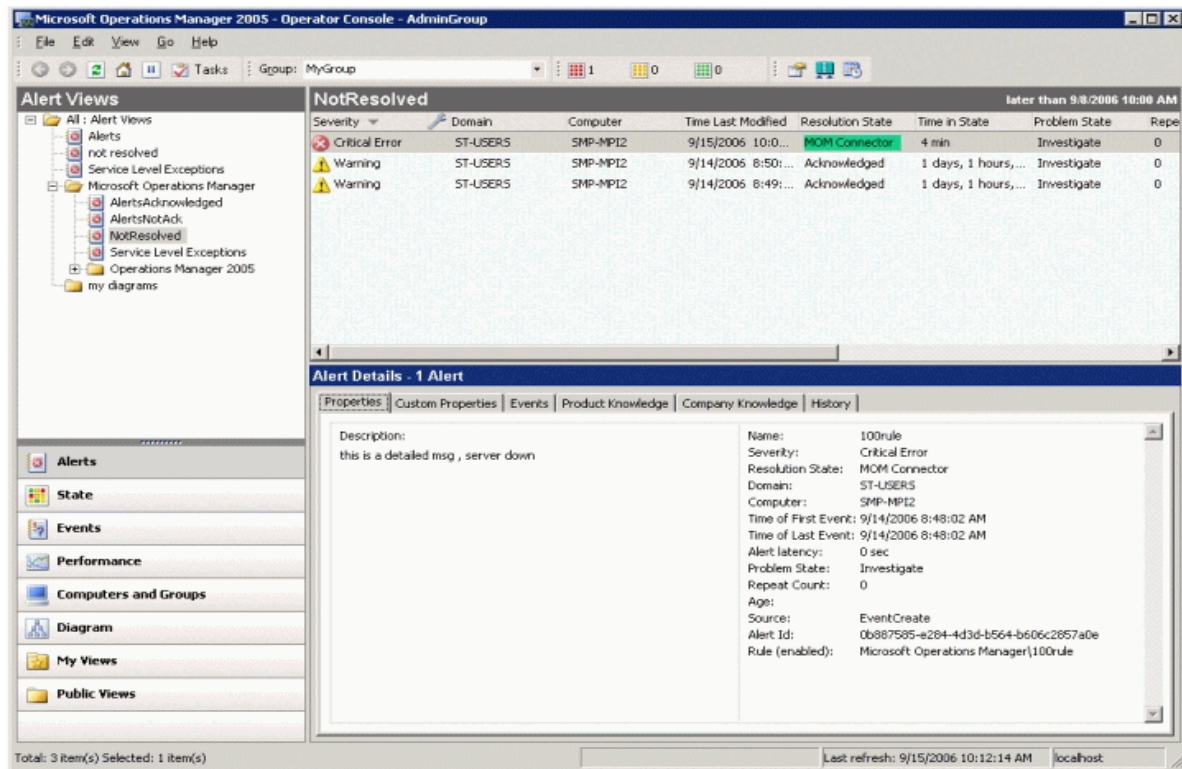 Microsoft Operations Manager 2005 - Operator Console - AdminGroup
File Edit View Go Help
Tasks Group: MyGroup 1 0 0
Alert Views
All : Alert Views
Alerts
not resolved
Service Level Exceptions
Microsoft Operations Manager
AlertsAcknowledged
AlertsNotAck
NotResolved
Service Level Exceptions
Operations Manager 2005
my diagrams
NotResolved later than 9/8/2006 10:00 AM
Severity Domain Computer Time Last Modified Resolution State Time in State Problem State Repe
Critical Error ST-USERS SMP-MPI2 9/15/2006 10:0... MOM Connector 4 min Investigate 0
Warning ST-USERS SMP-MPI2 9/14/2006 8:50:... Acknowledged 1 days, 1 hours,... Investigate 0
Warning ST-USERS SMP-MPI2 9/14/2006 8:49:... Acknowledged 1 days, 1 hours,... Investigate 0
Alert Details - 1 Alert
Properties Custom Properties Events Product Knowledge Company Knowledge History
Description:
this is a detailed msg , server down
Name: 100rule
Severity: Critical Error
Resolution State: MOM Connector
Domain: ST-USERS
Computer: SMP-MPI2
Time of First Event: 9/14/2006 8:48:02 AM
Time of Last Event: 9/14/2006 8:48:02 AM
Alert latency: 0 sec
Problem State: Investigate
Repeat Count: 0
Age:
Source: EventCreate
Alert Id: 0b887585-e284-4d3d-b564-b606c2857a0e
Rule (enabled): Microsoft Operations Manager\100rule
Alerts
State
Events
Performance
Computers and Groups
Diagram
My Views
Public Views
Total: 3 item(s) Selected: 1 item(s) Last refresh: 9/15/2006 10:12:14 AM localhost